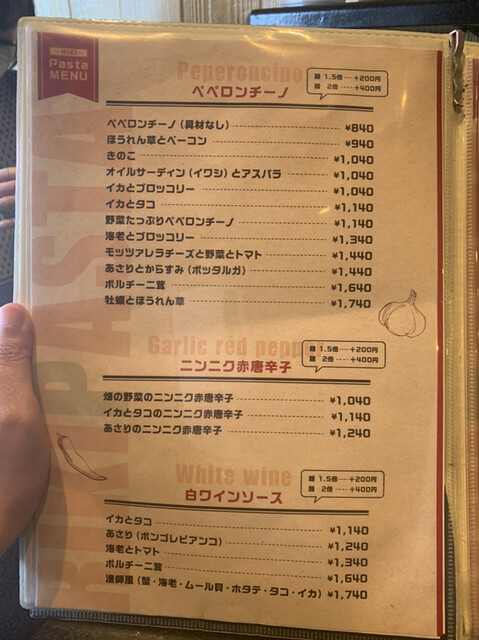 RIKI
Pasta
MENU
Peperoncino
ペペロンチーノ
麺 1.5倍 ---- +200円
麺 2倍 ---- +400円
ペペロンチーノ（具材なし） ¥840
ほうれん草とベーコン ¥940
きのこ ¥1,040
オイルサーディン（イワシ）とアスパラ ¥1,040
イカとブロッコリー ¥1,040
イカとタコ ¥1,140
野菜たっぷりペペロンチーノ ¥1,140
海老とブロッコリー ¥1,340
モッツァレラチーズと野菜とトマト ¥1,440
あさりとからすみ（ボッタルガ） ¥1,440
ポルチーニ茸 ¥1,640
牡蠣とほうれん草 ¥1,740
Garlic red pepp
ニンニク赤唐辛子
麺 1.5倍 ---- +200円
麺 2倍 ---- +400円
畑の野菜のニンニク赤唐辛子 ¥1,040
イカとタコのニンニク赤唐辛子 ¥1,140
あさりのニンニク赤唐辛子 ¥1,240
White wine
白ワインソース
麺 1.5倍 ---- +200円
麺 2倍 ---- +400円
イカとタコ ¥1,140
あさり（ボンゴレビアンコ） ¥1,240
海老とトマト ¥1,340
ポルチーニ茸 ¥1,640
漁師風（蟹・海老・ムール貝・ホタテ・タコ・イカ） ¥1,740
RIKI PASTA